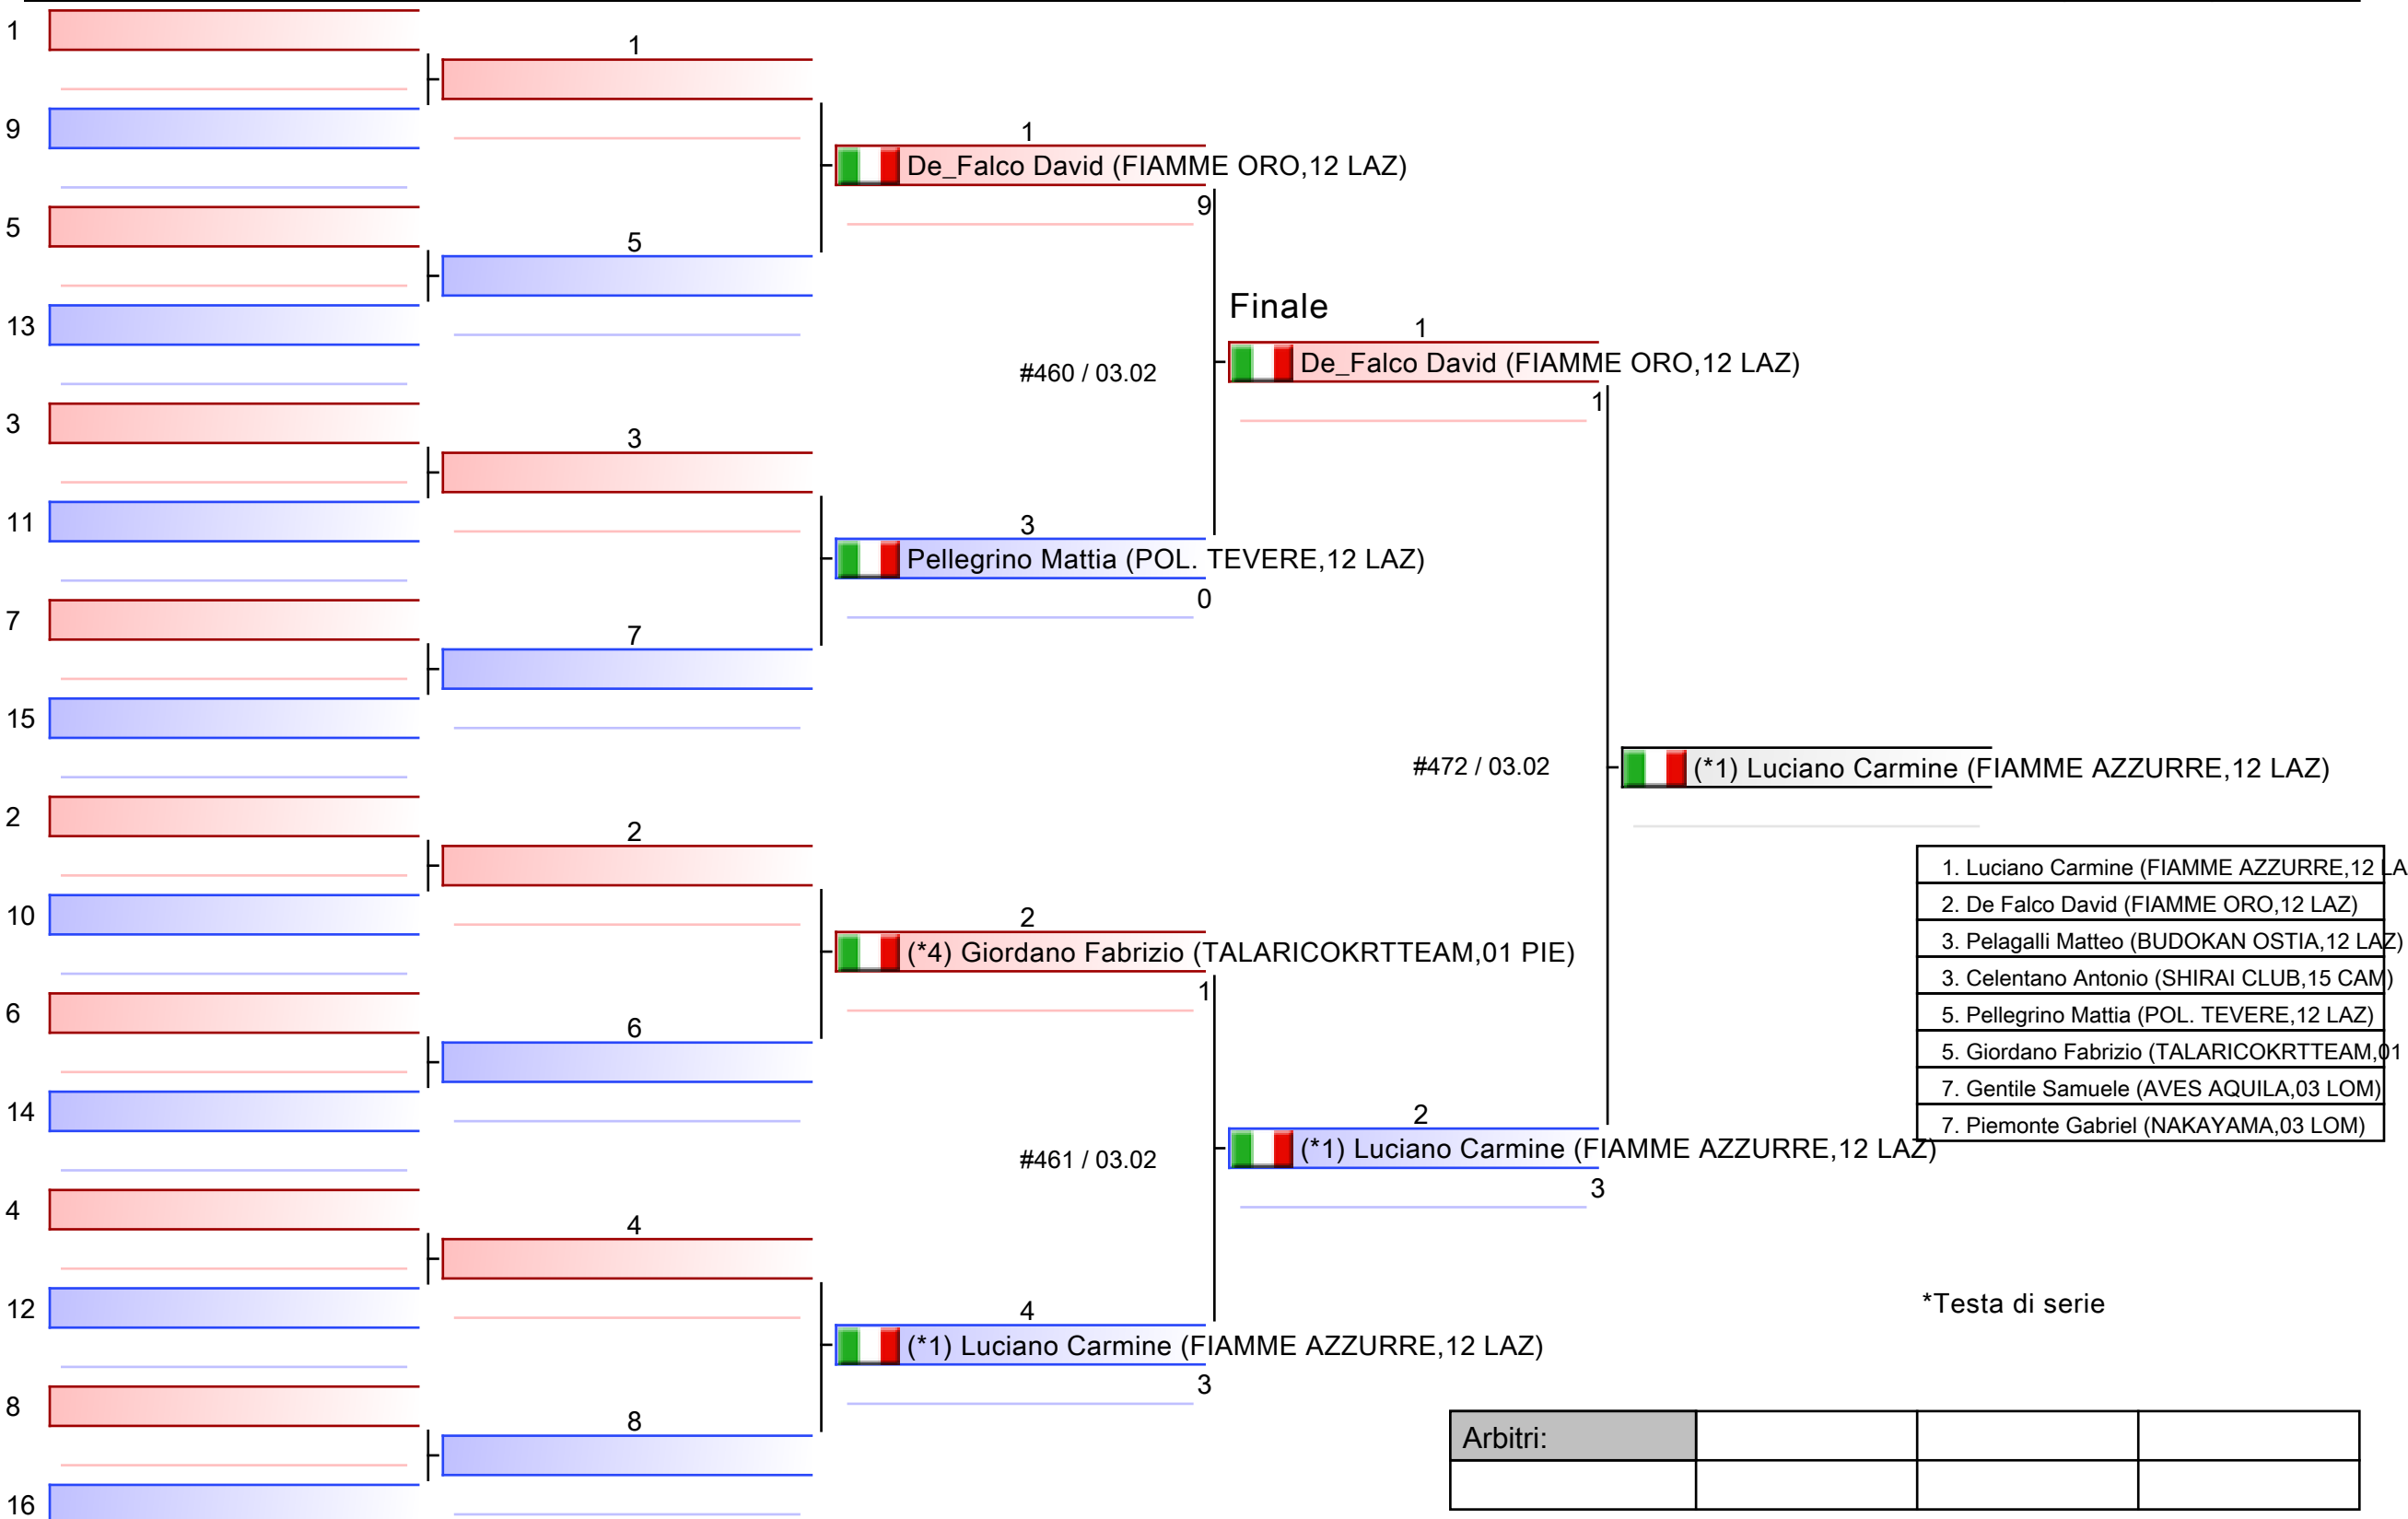 1
9
5
13
3
11
7
15
2
10
6
14
4
12
8
16
1
5
3
7
2
6
4
8
1
De_Falco David (FIAMME ORO,12 LAZ)
9
#460 / 03.02
3
Pellegrino Mattia (POL. TEVERE,12 LAZ)
0
2
(*4) Giordano Fabrizio (TALARICOKRTTEAM,01 PIE)
1
#461 / 03.02
4
(*1) Luciano Carmine (FIAMME AZZURRE,12 LAZ)
3
Finale
1
De_Falco David (FIAMME ORO,12 LAZ)
1
#472 / 03.02
2
(*1) Luciano Carmine (FIAMME AZZURRE,12 LAZ)
3
(*1) Luciano Carmine (FIAMME AZZURRE,12 LAZ)
1. Luciano Carmine (FIAMME AZZURRE,12 LA
2. De Falco David (FIAMME ORO,12 LAZ)
3. Pelagalli Matteo (BUDOKAN OSTIA,12 LAZ)
3. Celentano Antonio (SHIRAI CLUB,15 CAM)
5. Pellegrino Mattia (POL. TEVERE,12 LAZ)
5. Giordano Fabrizio (TALARICOKRTTEAM,01
7. Gentile Samuele (AVES AQUILA,03 LOM)
7. Piemonte Gabriel (NAKAYAMA,03 LOM)
*Testa di serie
Arbitri: